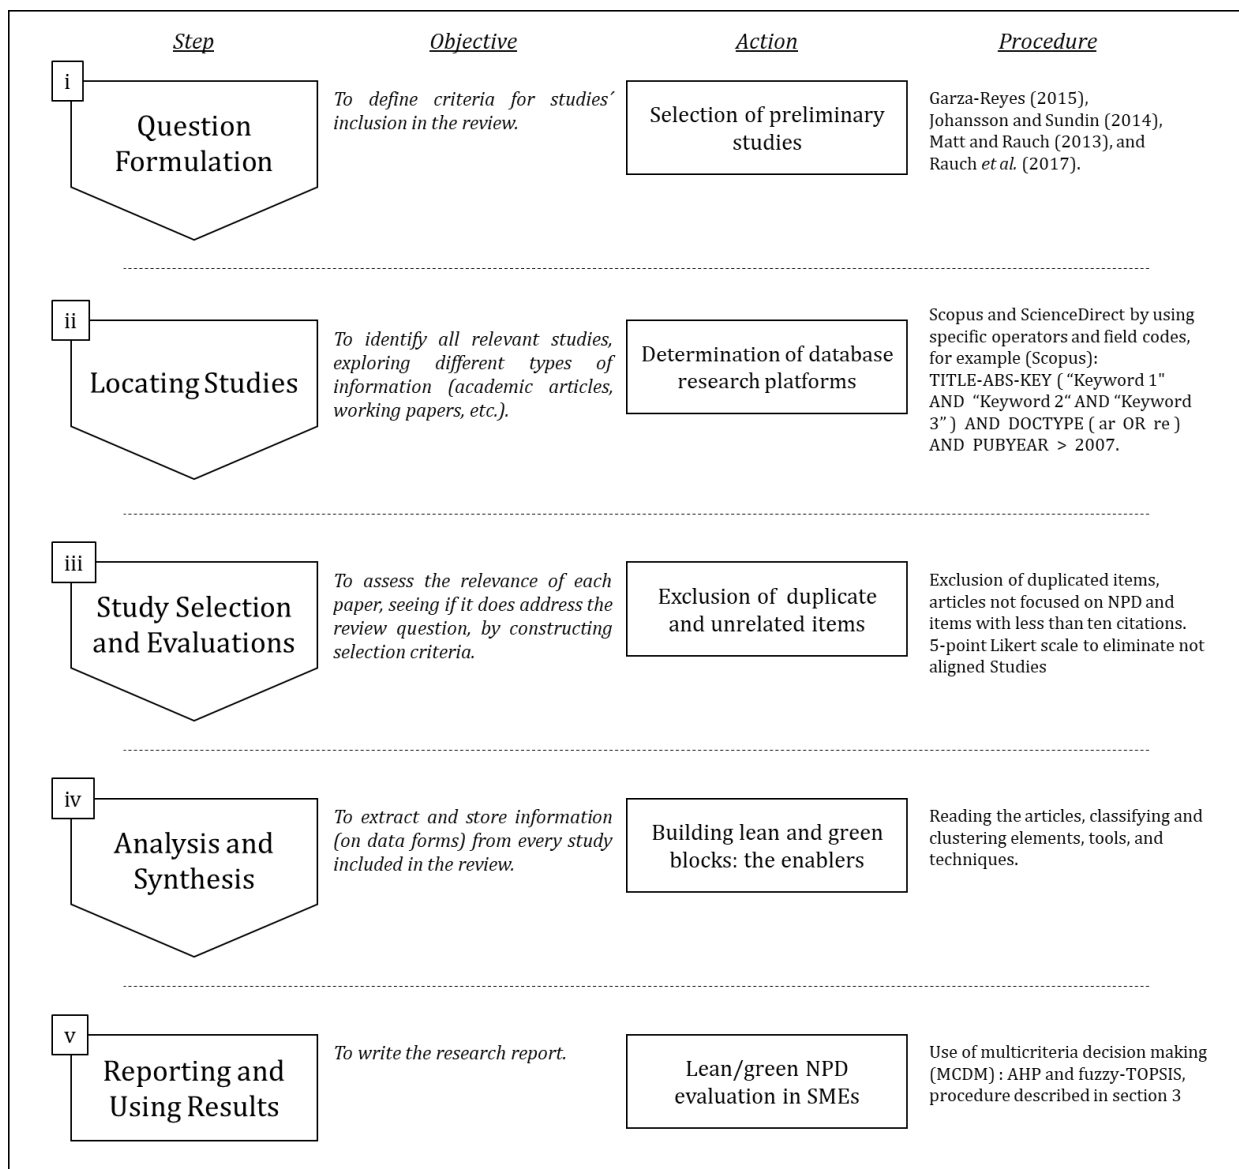 Step Objective Action Procedure
i
Question
Formulation
To define criteria for studies´
inclusion in the review.
Selection of preliminary
studies
Garza-Reyes (2015),
Johansson and Sundin (2014),
Matt and Rauch (2013), and
Rauch et al. (2017).
ii
Locating Studies
To identify all relevant studies,
exploring different types of
information (academic articles,
working papers, etc.).
Determination of database
research platforms
Scopus and ScienceDirect by using
specific operators and field codes,
for example (Scopus):
TITLE-ABS-KEY ( “Keyword 1"
AND “Keyword 2“ AND “Keyword
3” ) AND DOCTYPE ( ar OR re )
AND PUBYEAR > 2007.
iii
Study Selection
and Evaluations
To assess the relevance of each
paper, seeing if it does address the
review question, by constructing
selection criteria.
Exclusion of duplicate
and unrelated items
Exclusion of duplicated items,
articles not focused on NPD and
items with less than ten citations.
5-point Likert scale to eliminate not
aligned Studies
iv
Analysis and
Synthesis
To extract and store information
(on data forms) from every study
included in the review.
Building lean and green
blocks: the enablers
Reading the articles, classifying and
clustering elements, tools, and
techniques.
v
Reporting and
Using Results
To write the research report.
Lean/green NPD
evaluation in SMEs
Use of multicriteria decision making
(MCDM) : AHP and fuzzy-TOPSIS,
procedure described in section 3